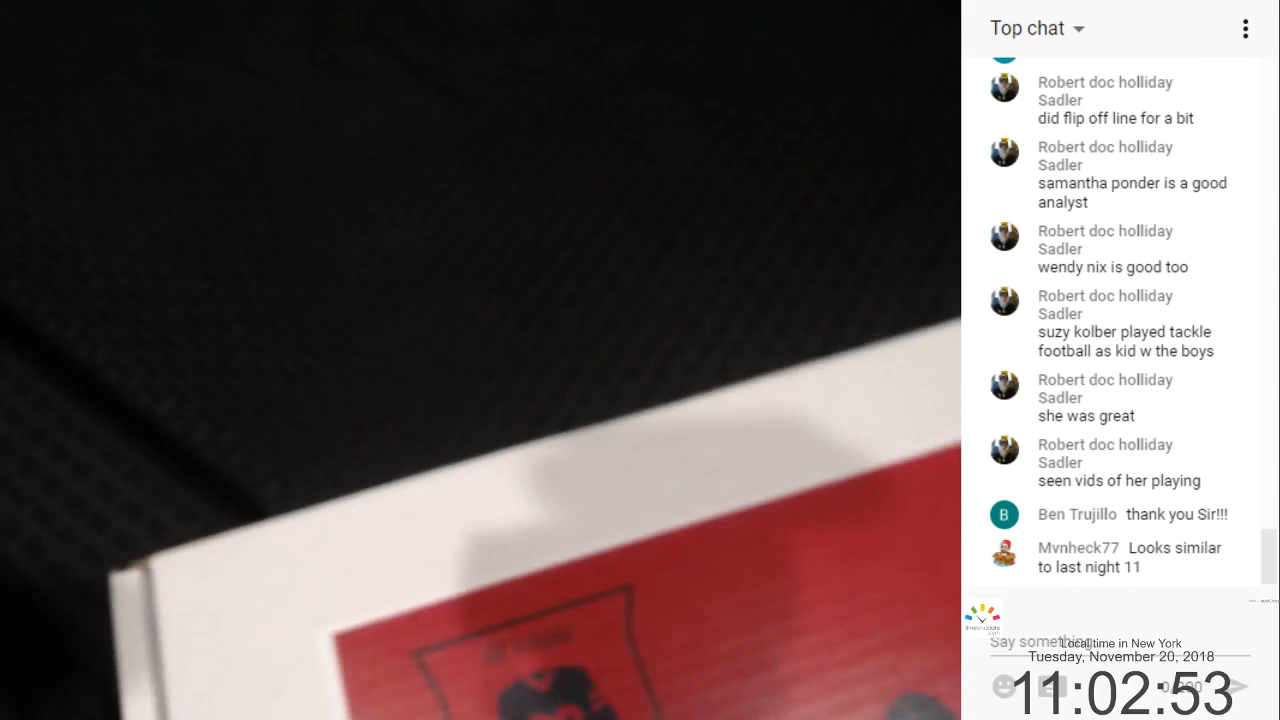 Top chat
Robert doc holliday
Sadler
did flip off line for a bit
Robert doc holliday
Sadler
samantha ponder is a good
analyst
Robert doc holliday
Sadler
wendy nix is good too
Robert doc holliday
Sadler
suzy kolber played tackle
football as kid w the boys
Robert doc holliday
Sadler
she was great
Robert doc holliday
Sadler
seen vids of her playing
B Ben Trujillo thank you Sir!!!
Mvnheck77 Looks similar
to last night 11
timeanddate
.com
Say something...
Local time in New York
Tuesday, November 20, 2018
11:02:53